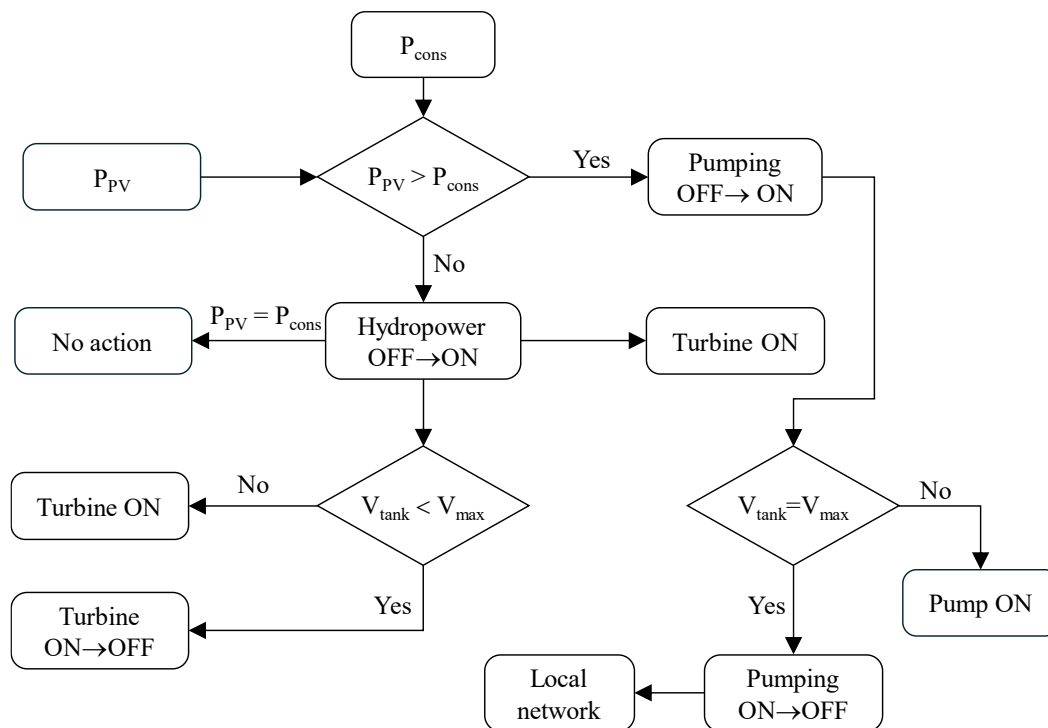 P_cons
P_PV
P_PV > P_cons
Yes
Pumping
OFF→ ON
No
No action
P_PV = P_cons
Hydropower
OFF→ON
Turbine ON
Turbine ON
No
V_tank < V_max
V_tank=V_max
No
Turbine
ON→OFF
Yes
Yes
Pump ON
Local
network
Pumping
ON→OFF